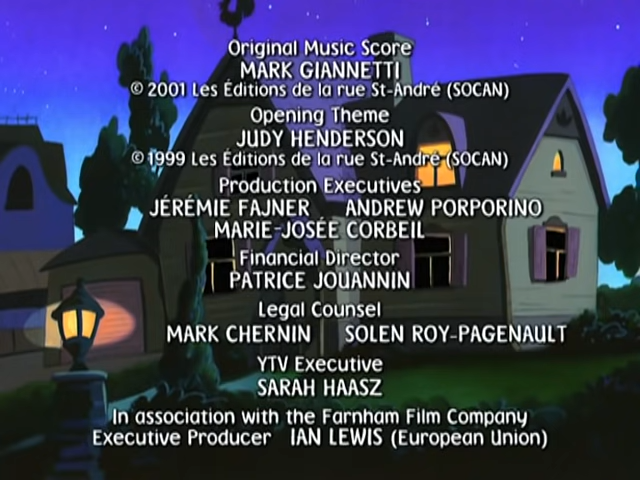 Original Music Score
MARK GIANNETTI
© 2001 Les Éditions de la rue St-André (SOCAN)
Opening Theme
JUDY HENDERSON
© 1999 Les Éditions de la rue St-André (SOCAN)
Production Executives
JÉRÉMIE FAJNER ANDREW PORPORINO
MARIE-JOSÉE CORBEIL
Financial Director
PATRICE JOUANNIN
Legal Counsel
MARK CHERNIN SOLEN ROY-PAGENAULT
YTV Executive
SARAH HAASZ
In association with the Farnham Film Company
Executive Producer IAN LEWIS (European Union)